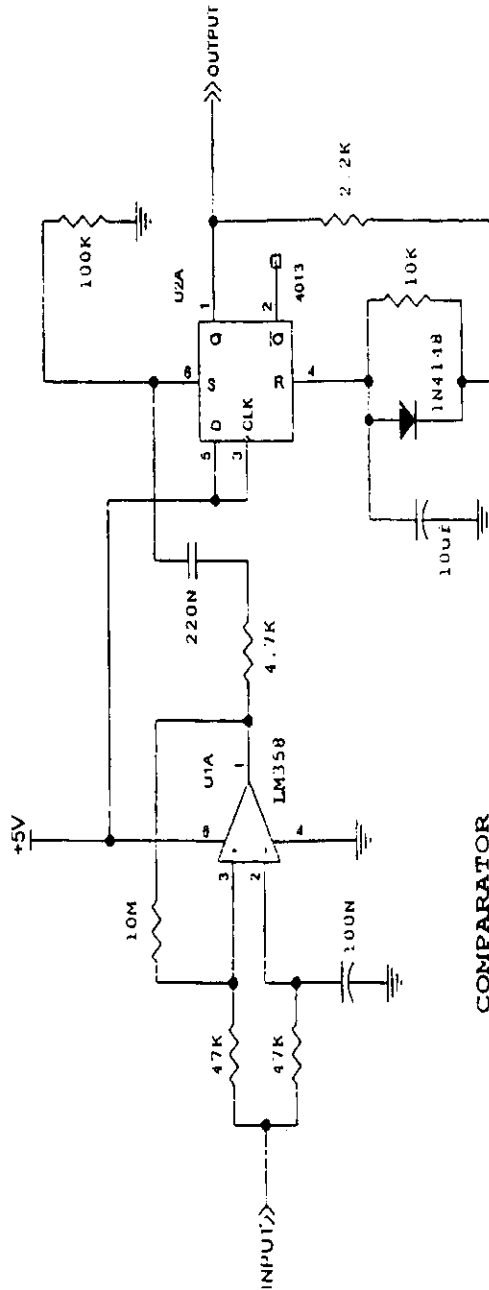 +5V
INPUT
47K
47K
10M
100N
3
2
8
4
1
U1A
LM358
4.7K
220N
5
3
6
D
CLK
S
R
Q
Q
1
2
4
U2A
4013
100K
OUTPUT
2.2K
10K
1N4148
10uF
COMPARATOR